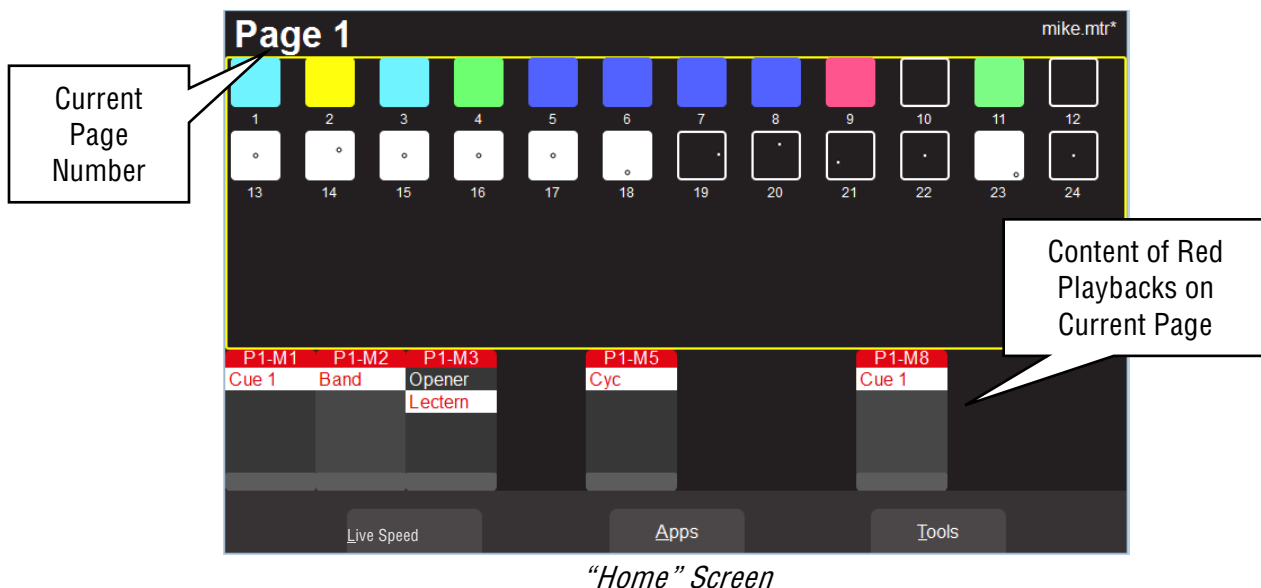 Page 1
mike.mtr*
Current
Page
Number
1 2 3 4 5 6 7 8 9 10 11 12
13 14 15 16 17 18 19 20 21 22 23 24
Content of Red
Playbacks on
Current Page
P1-M1 P1-M2 P1-M3 P1-M5 P1-M8
Cue 1 Band Opener Cyc Cue 1
Lectern
Live Speed Apps Tools
“Home” Screen